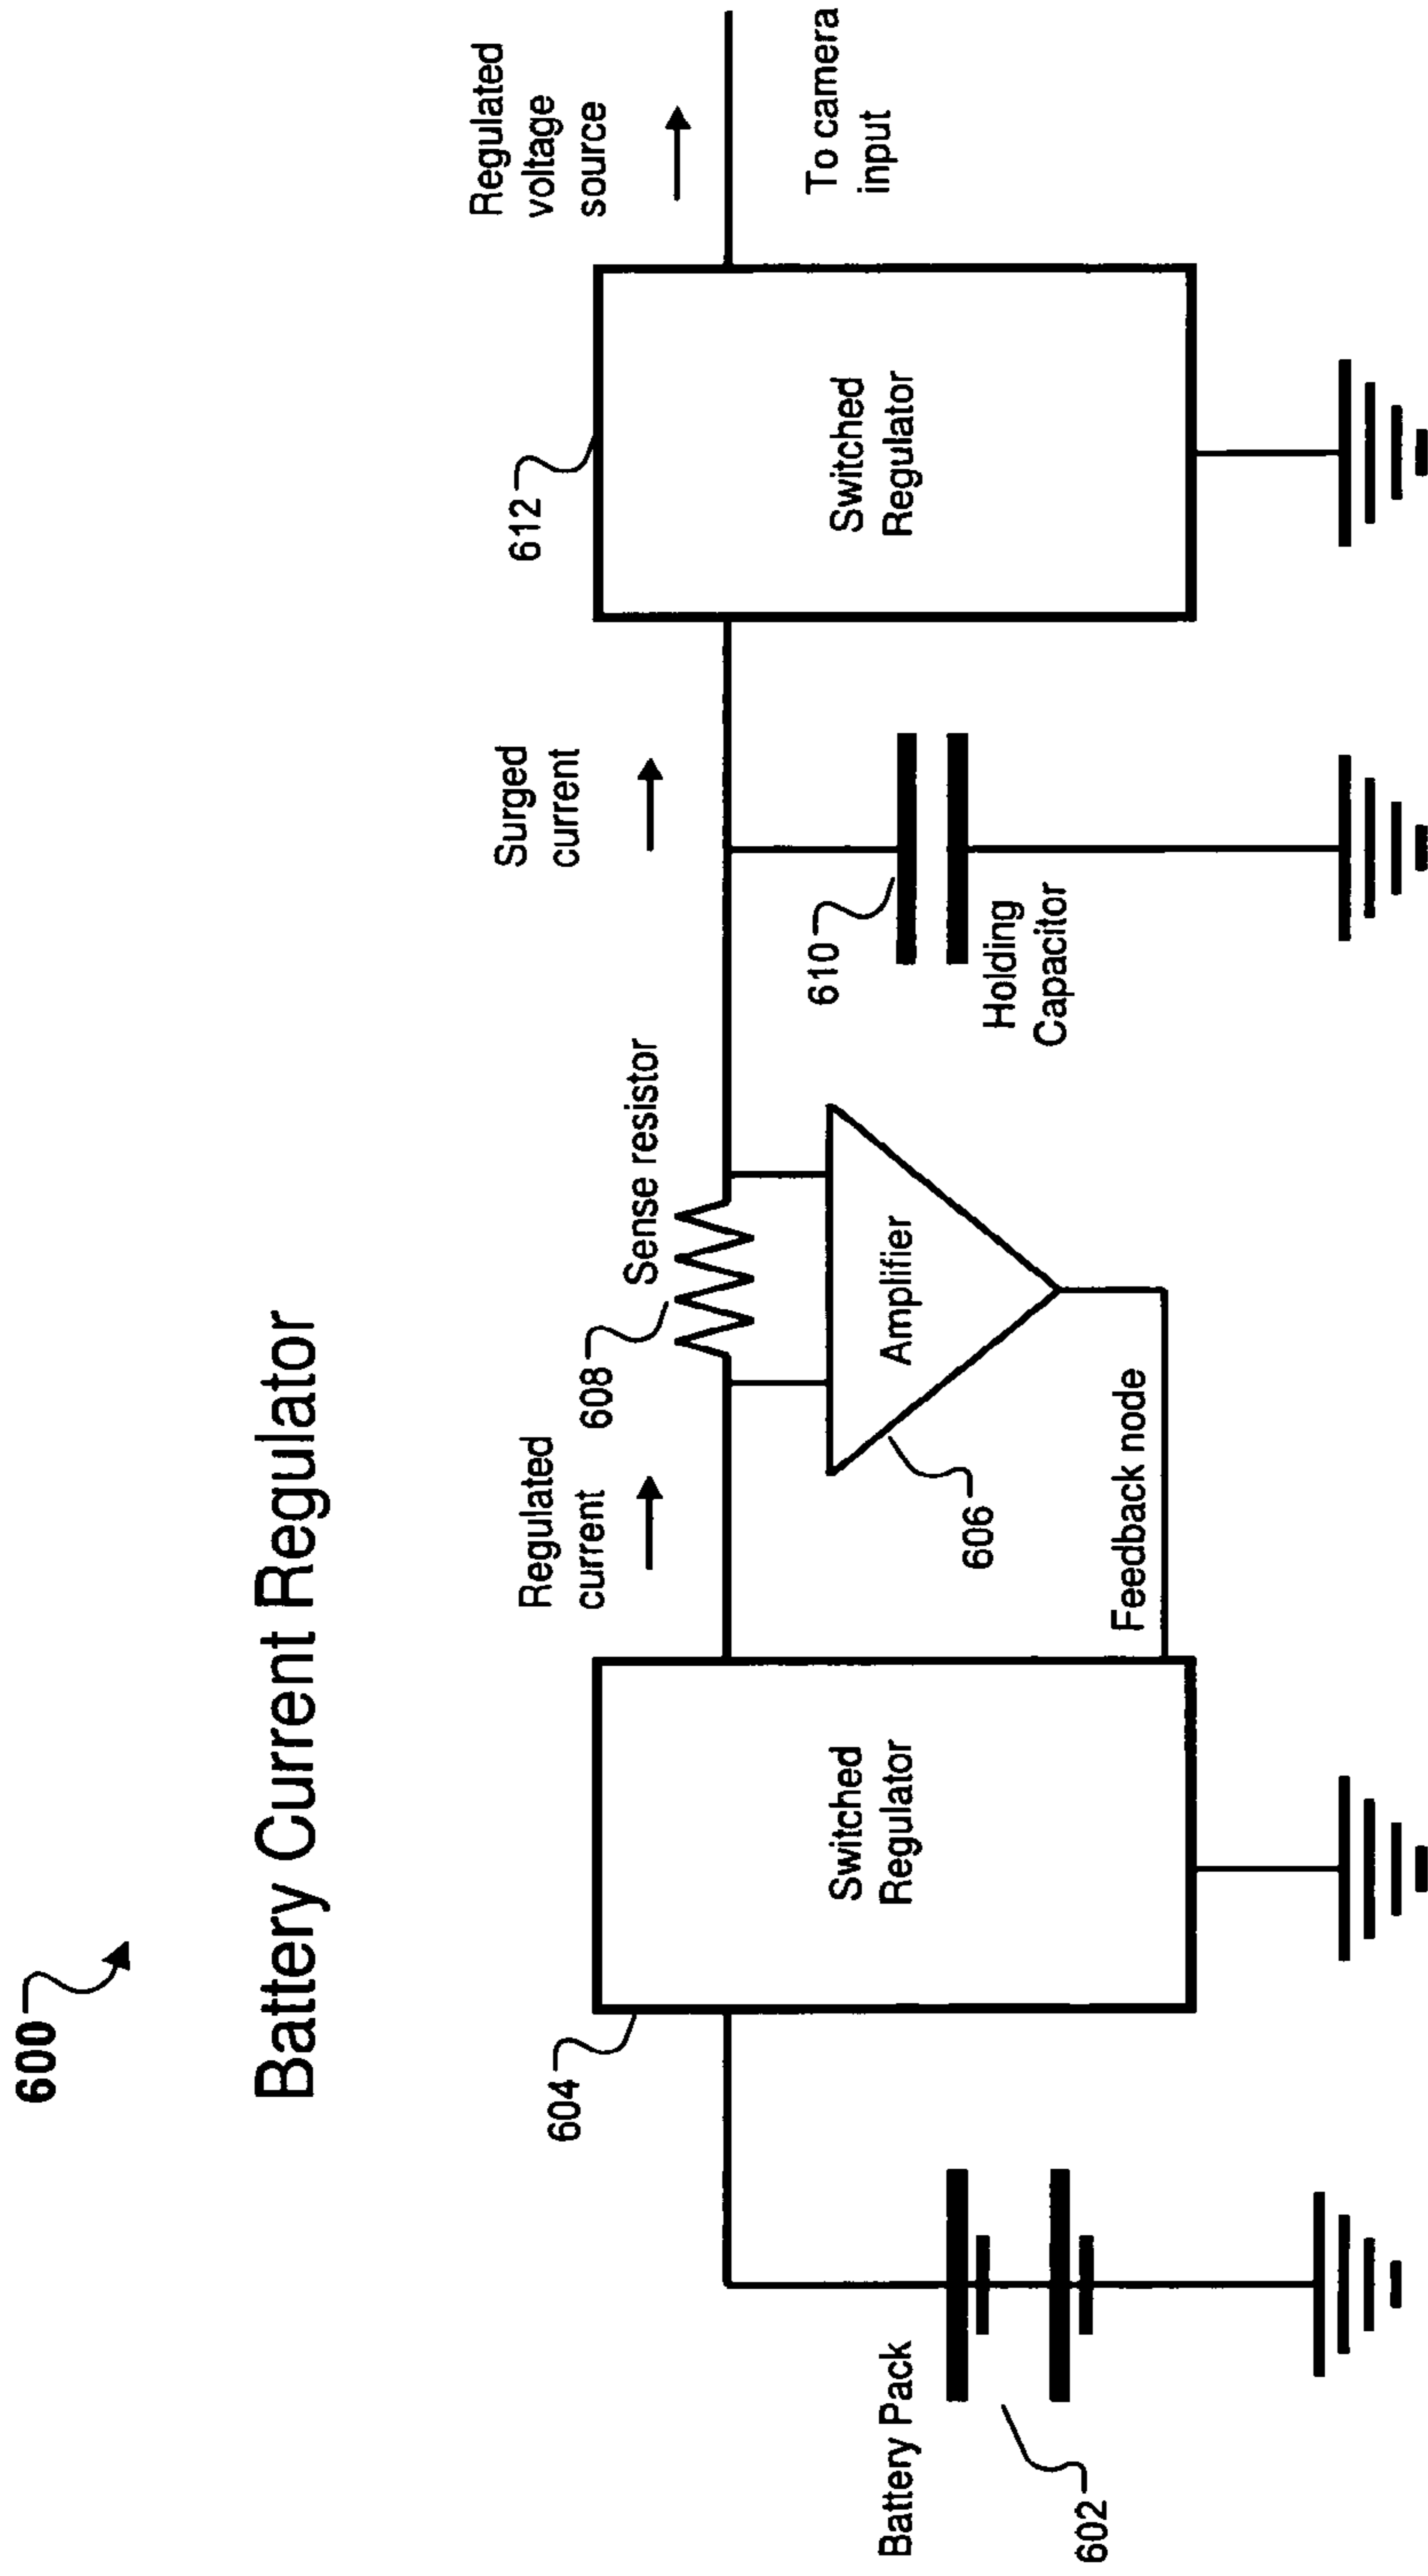 600
Battery Current Regulator
Battery Pack
602
604
Switched
Regulator
Regulated
current
608
Sense resistor
Amplifier
606
Feedback node
Surged
current
610
Holding
Capacitor
612
Switched
Regulator
Regulated
voltage
source
To camera
input